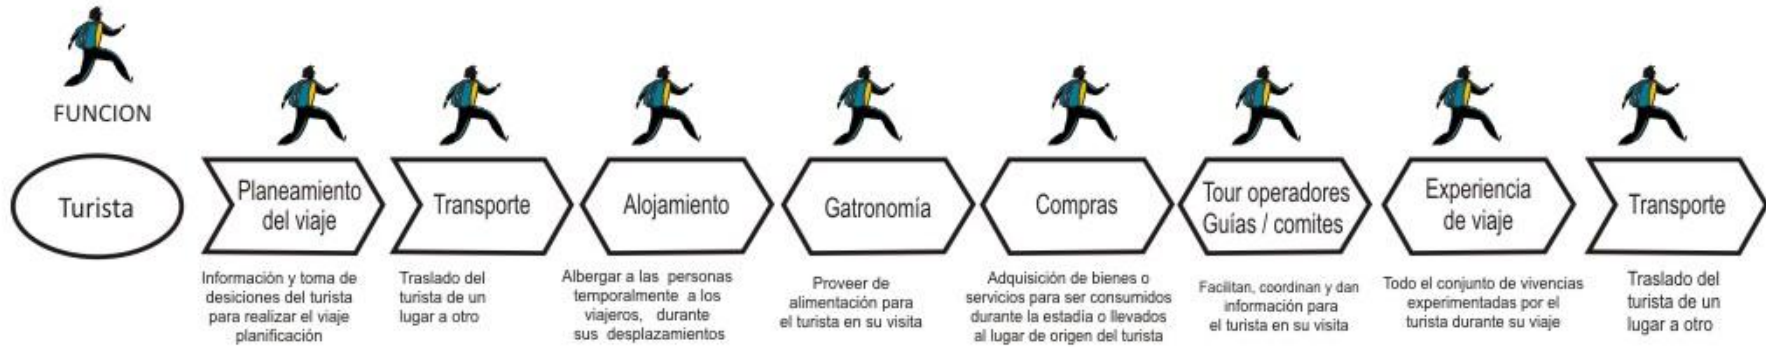 FUNCION
Turista
Planeamiento
del viaje
Información y toma de
desiciones del turista
para realizar el viaje
planificación
Transporte
Traslado del
turista de un
lugar a otro
Alojamiento
Albergar a las personas
temporalmente a los
viajeros, durante
sus desplazamientos
Gatronomía
Proveer de
alimentación para
el turista en su visita
Compras
Adquisición de bienes o
servicios para ser consumidos
durante la estadía o llevados
al lugar de origen del turista
Tour operadores
Guías / comites
Facilitan, coordinan y dan
información para
el turista en su visita
Experiencia
de viaje
Todo el conjunto de vivencias
experimentadas por el
turista durante su viaje
Transporte
Traslado del
turista de un
lugar a otro